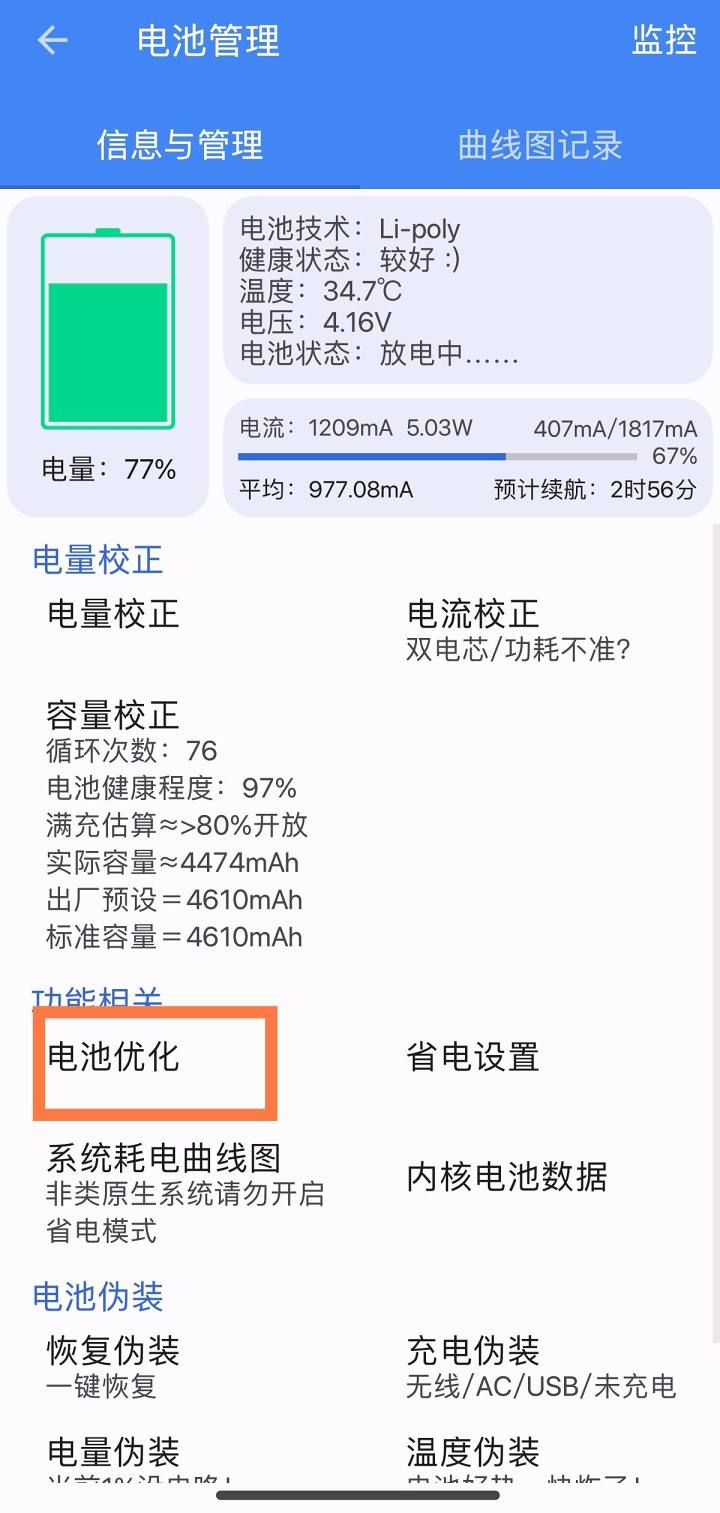 电池管理
监控
信息与管理
曲线图记录
电池技术：Li-poly
健康状态：较好 :)
温度：34.7℃
电压：4.16V
电池状态：放电中……
电量：77%
电流：1209mA 5.03W
407mA/1817mA
67%
平均：977.08mA
预计续航：2时56分
电量校正
电量校正
电流校正
双电芯/功耗不准?
容量校正
循环次数：76
电池健康程度：97%
满充估算≈>80%开放
实际容量≈4474mAh
出厂预设＝4610mAh
标准容量＝4610mAh
功能相关
电池优化
省电设置
系统耗电曲线图
非类原生系统请勿开启
省电模式
内核电池数据
电池伪装
恢复伪装
一键恢复
充电伪装
无线/AC/USB/未充电
电量伪装
温度伪装